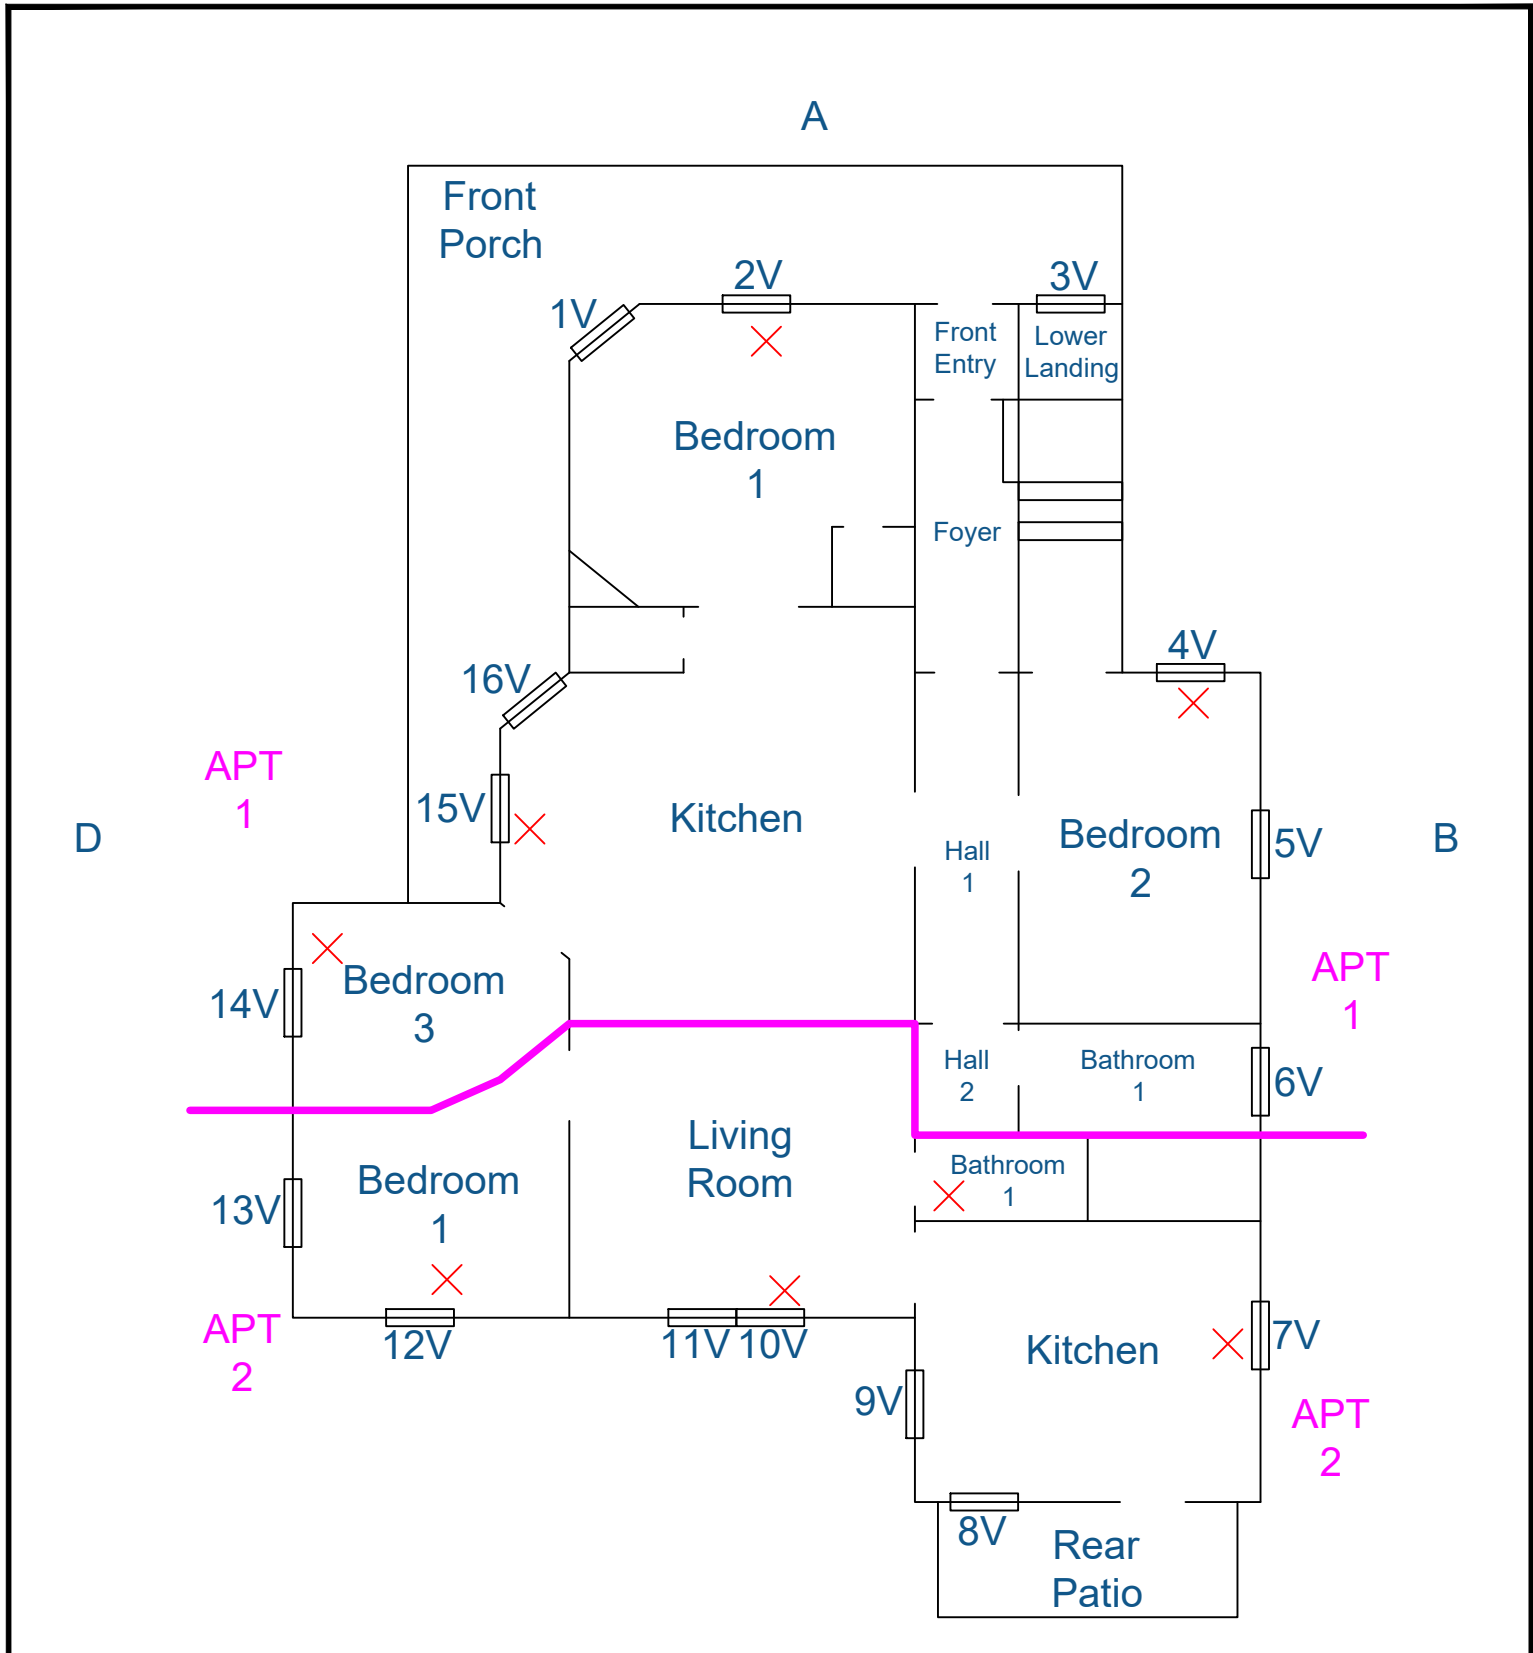 A
Front
Porch
2V
3V
1V
Front
Entry
Lower
Landing
Bedroom
1
Foyer
4V
16V
APT
1
15V
Kitchen
D
Hall
1
Bedroom
2
5V
B
14V
Bedroom
3
APT
1
Hall
2
Bathroom
1
6V
Living
Room
Bathroom
1
13V
Bedroom
1
APT
2
12V
11V
10V
Kitchen
7V
9V
APT
2
8V
Rear
Patio